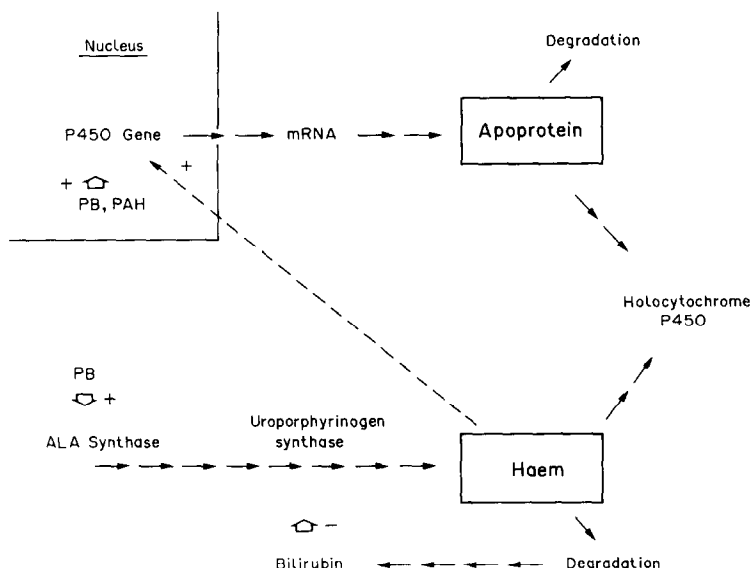 Nucleus
Degradation
P450 Gene
mRNA
Apoprotein
+
+
PB, PAH
Holocytochrome
P450
PB
+
Uroporphyrinogen
synthase
ALA Synthase
Haem
–
Bilirubin
Degradation